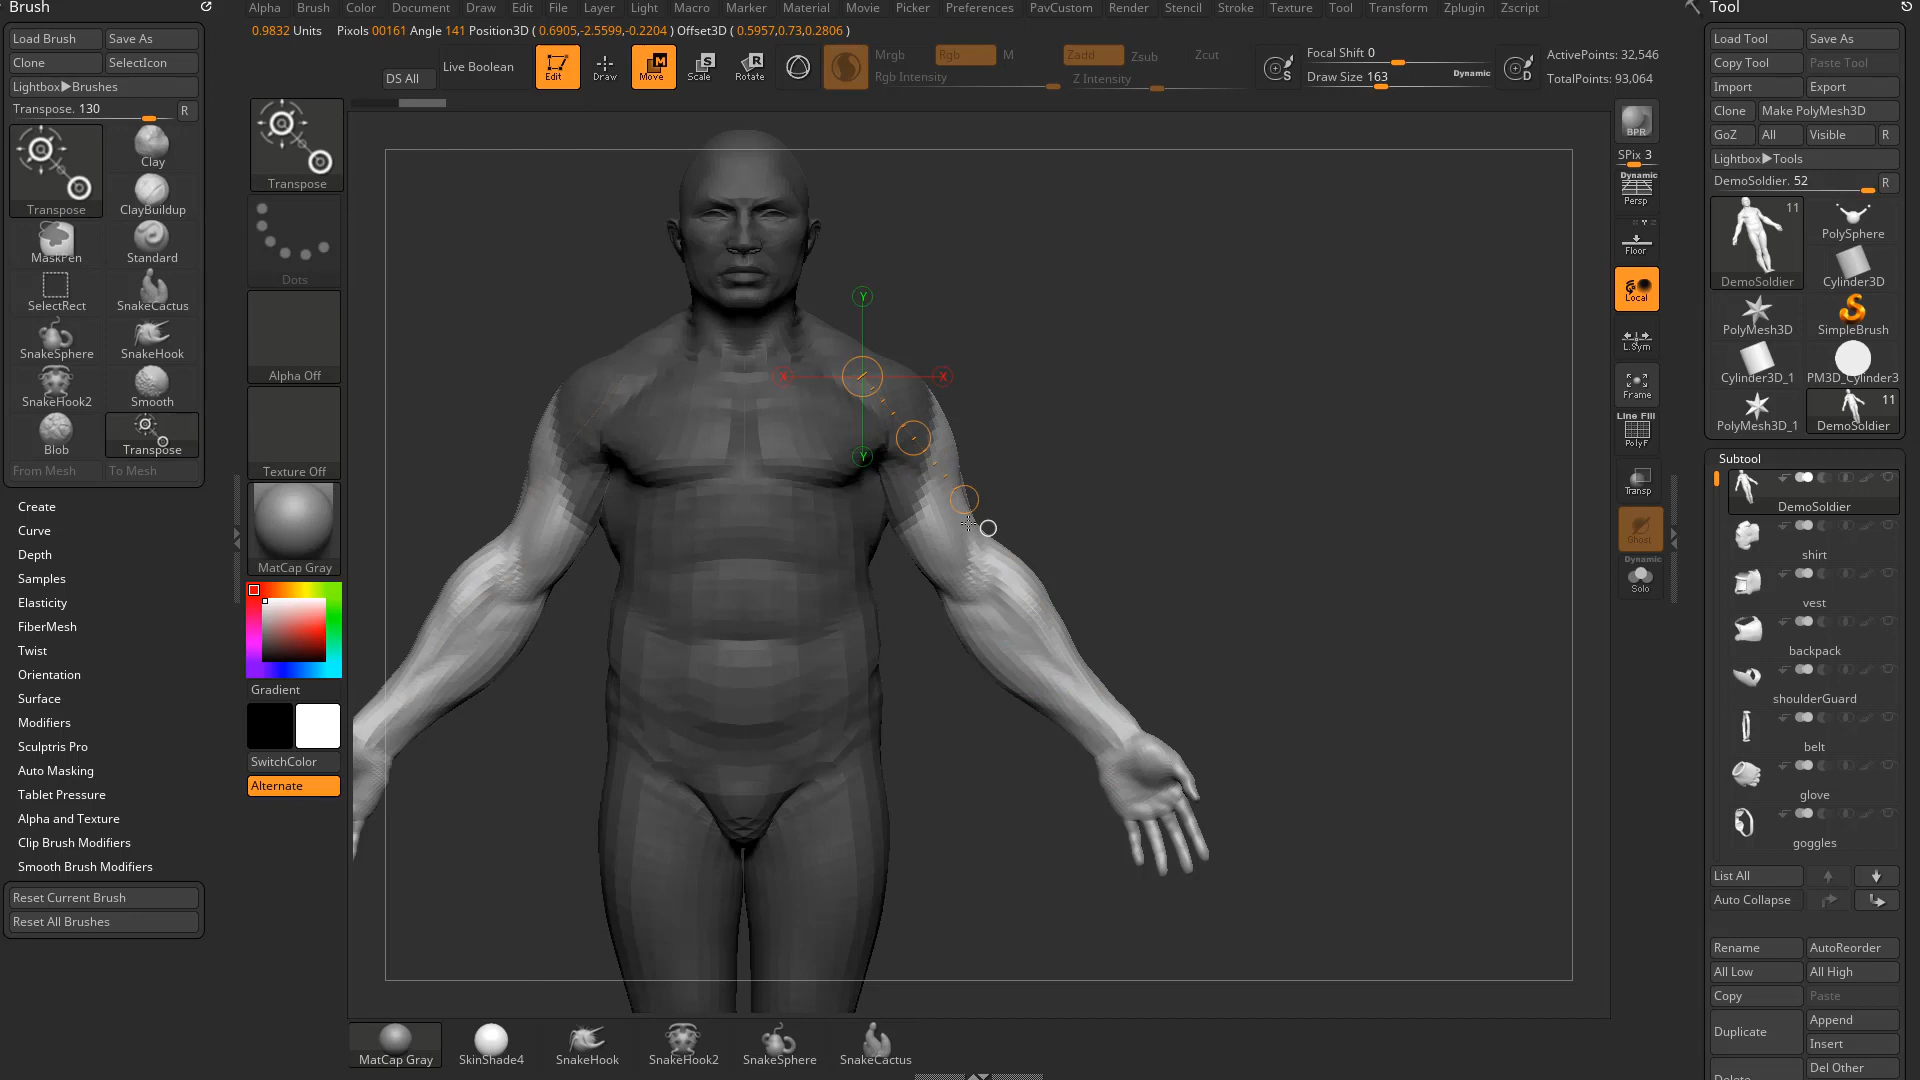 Brush
Alpha Brush Color Document Draw Edit File Layer Light Macro Marker Material Movie Picker Preferences PavCustom Render Stencil Stroke Texture Tool Transform Zplugin Zscript
Tool
0.9832 Units Pixols 00161 Angle 141 Position3D ( 0.6905,-2.5599,-0.2204 ) Offset3D ( 0.5957,0.73,0.2806 )
Load Brush Save As
Clone SelectIcon
Lightbox▶Brushes
Transpose. 130 R
Transpose
Clay
ClayBuildup
MaskPen Standard
SelectRect SnakeCactus
SnakeSphere SnakeHook
SnakeHook2 Smooth
Blob Transpose
From Mesh To Mesh
Create
Curve
Depth
Samples
Elasticity
FiberMesh
Twist
Orientation
Surface
Modifiers
Sculptris Pro
Auto Masking
Tablet Pressure
Alpha and Texture
Clip Brush Modifiers
Smooth Brush Modifiers
Reset Current Brush
Reset All Brushes
DS All
Live Boolean
Edit
Draw
Move
Scale
Rotate
Mrgb Rgb M
Rgb Intensity
Zadd Zsub Zcut
Z Intensity
S
Focal Shift 0
Draw Size 163 Dynamic
D
ActivePoints: 32,546
TotalPoints: 93,064
Transpose
Dots
Alpha Off
Texture Off
MatCap Gray
Gradient
SwitchColor
Alternate
Y
X
X
Y
MatCap Gray SkinShade4 SnakeHook SnakeHook2 SnakeSphere SnakeCactus
BPR
SPix 3
Dynamic
Persp
Floor
Local
L.Sym
Frame
Line Fill
PolyF
Transp
Ghost
Dynamic
Solo
Load Tool Save As
Copy Tool Paste Tool
Import Export
Clone Make PolyMesh3D
GoZ All Visible R
Lightbox▶Tools
DemoSoldier. 52 R
11
DemoSoldier
PolySphere
Cylinder3D
PolyMesh3D SimpleBrush
Cylinder3D_1 PM3D_Cylinder3
11
PolyMesh3D_1 DemoSoldier
Subtool
DemoSoldier
shirt
vest
backpack
shoulderGuard
belt
glove
goggles
List All
Auto Collapse
Rename AutoReorder
All Low All High
Copy Paste
Duplicate Append
Insert
Delete Del Other